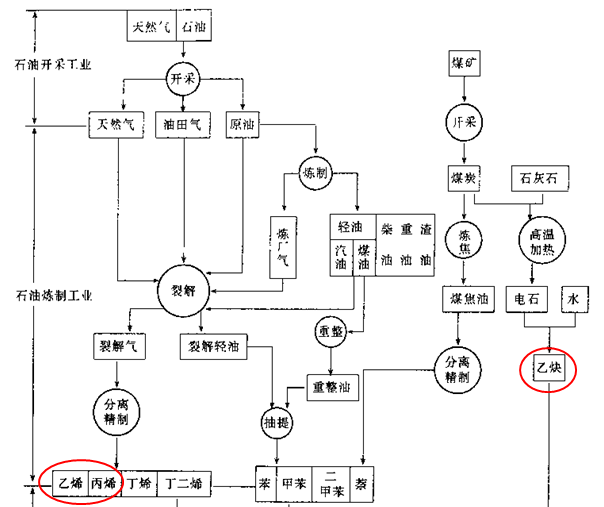 天然气 石油
石油开采工业
开采
煤矿
天然气 油田气 原油
开采
炼制
煤炭 石灰石
炼厂气
轻油 柴油 重油 渣油
汽油 煤油
炼焦
高温加热
石油炼制工业
裂解
煤焦油 电石 水
重整
裂解气 裂解轻油
分离精制
乙炔
重整油
分离精制
抽提
乙烯 丙烯 丁烯 丁二烯 苯 甲苯 二甲苯 萘